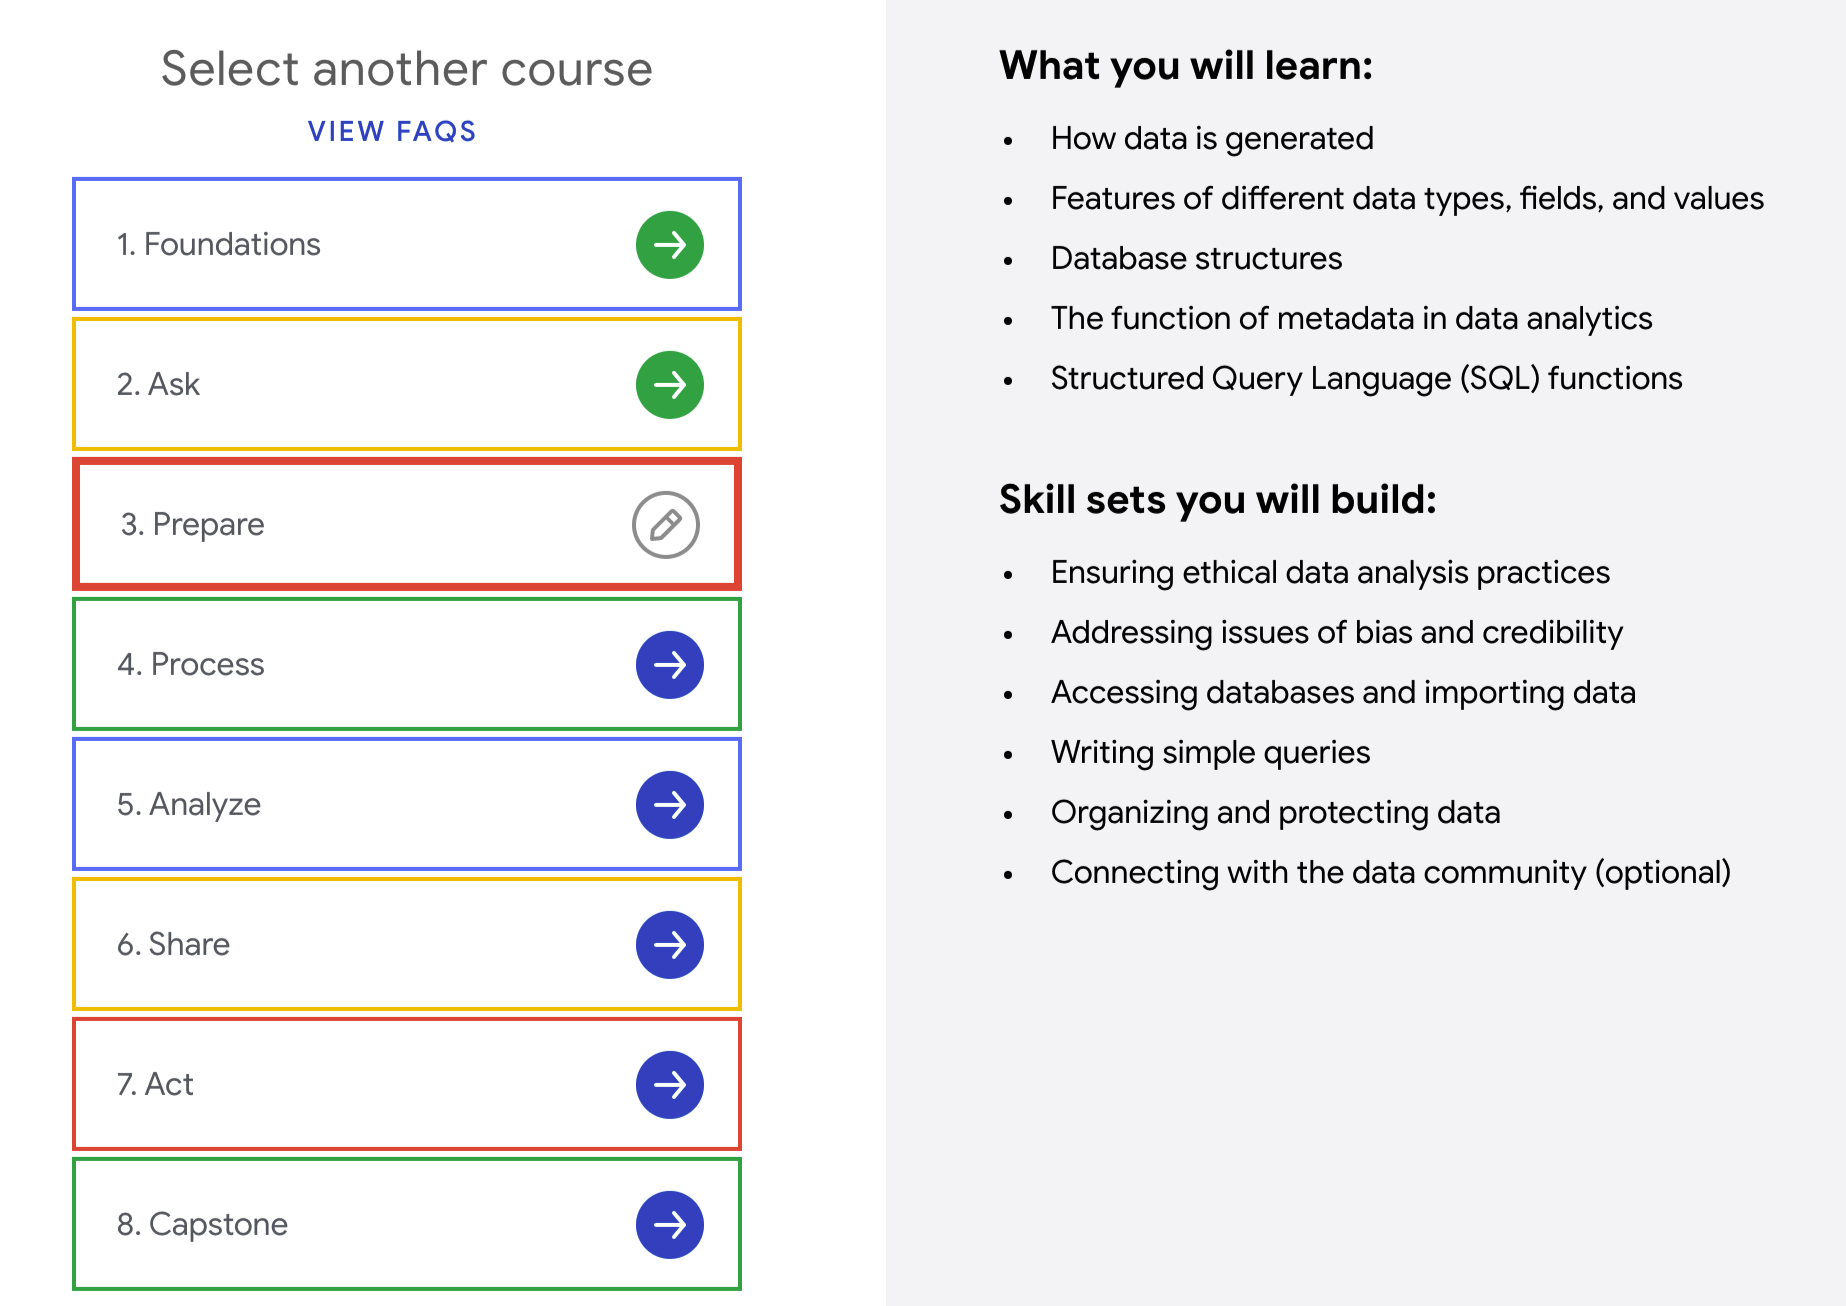 Select another course
VIEW FAQS
1. Foundations
2. Ask
3. Prepare
4. Process
5. Analyze
6. Share
7. Act
8. Capstone
What you will learn:
• How data is generated
• Features of different data types, fields, and values
• Database structures
• The function of metadata in data analytics
• Structured Query Language (SQL) functions
Skill sets you will build:
• Ensuring ethical data analysis practices
• Addressing issues of bias and credibility
• Accessing databases and importing data
• Writing simple queries
• Organizing and protecting data
• Connecting with the data community (optional)